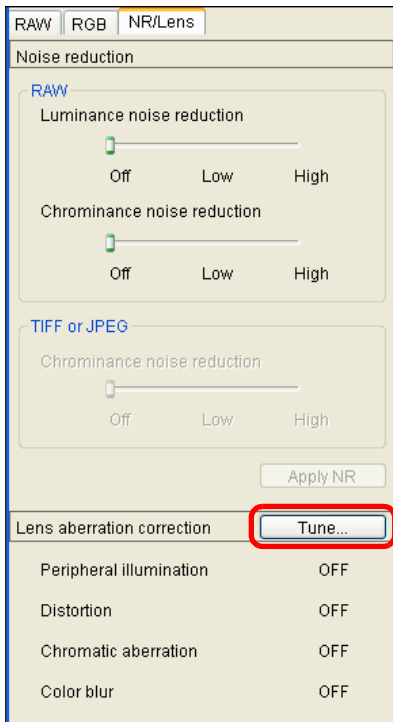 RAW RGB NR/Lens
Noise reduction
RAW
Luminance noise reduction
Off Low High
Chrominance noise reduction
Off Low High
TIFF or JPEG
Chrominance noise reduction
Off Low High
Apply NR
Lens aberration correction Tune...
Peripheral illumination OFF
Distortion OFF
Chromatic aberration OFF
Color blur OFF